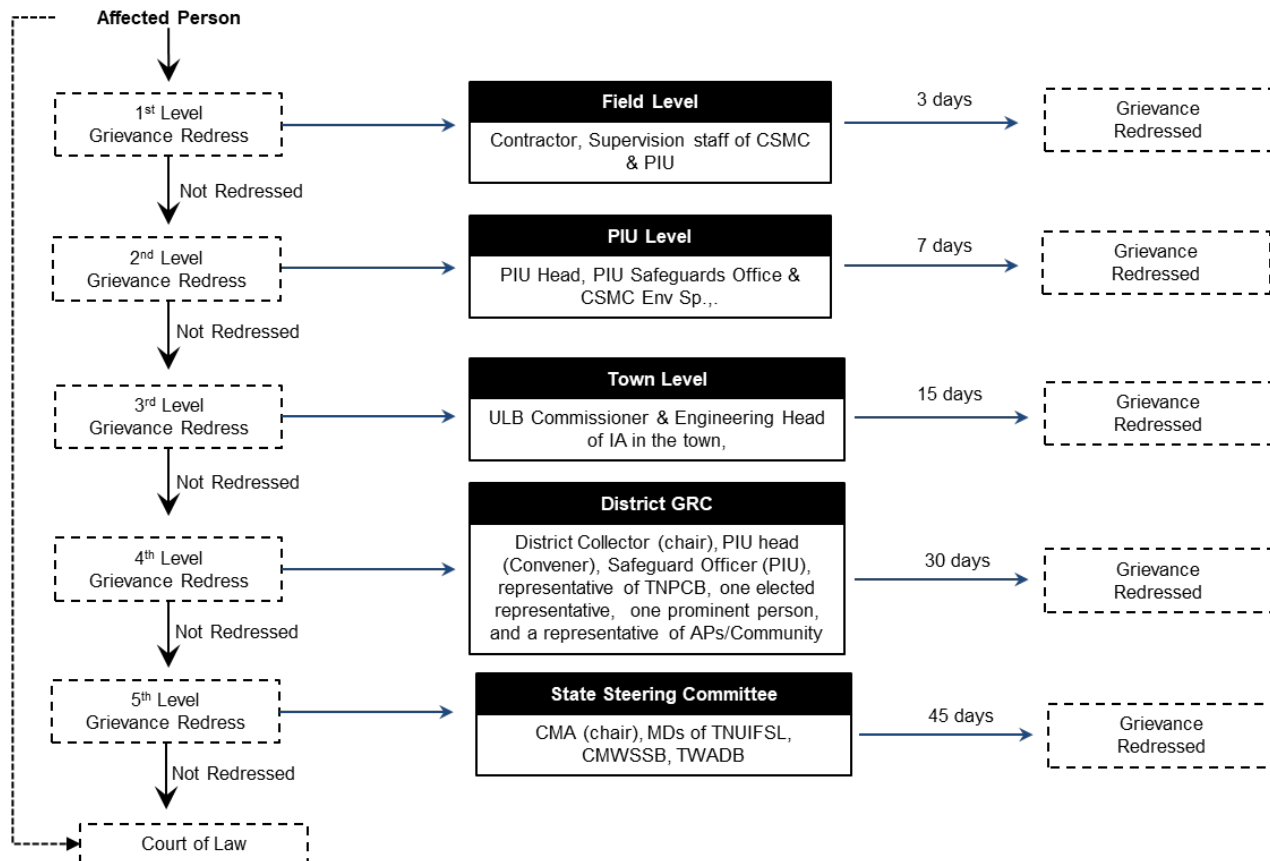 Affected Person
1st Level
Grievance Redress
Field Level
Contractor, Supervision staff of CSMC
& PIU
3 days
Grievance
Redressed
Not Redressed
2nd Level
Grievance Redress
PIU Level
PIU Head, PIU Safeguards Office &
CSMC Env Sp.,.
7 days
Grievance
Redressed
Not Redressed
3rd Level
Grievance Redress
Town Level
ULB Commissioner & Engineering Head
of IA in the town,
15 days
Grievance
Redressed
Not Redressed
4th Level
Grievance Redress
District GRC
District Collector (chair), PIU head
(Convener), Safeguard Officer (PIU),
representative of TNPCB, one elected
representative, one prominent person,
and a representative of APs/Community
30 days
Grievance
Redressed
Not Redressed
5th Level
Grievance Redress
State Steering Committee
CMA (chair), MDs of TNUIFSL,
CMWSSB, TWADB
45 days
Grievance
Redressed
Not Redressed
Court of Law